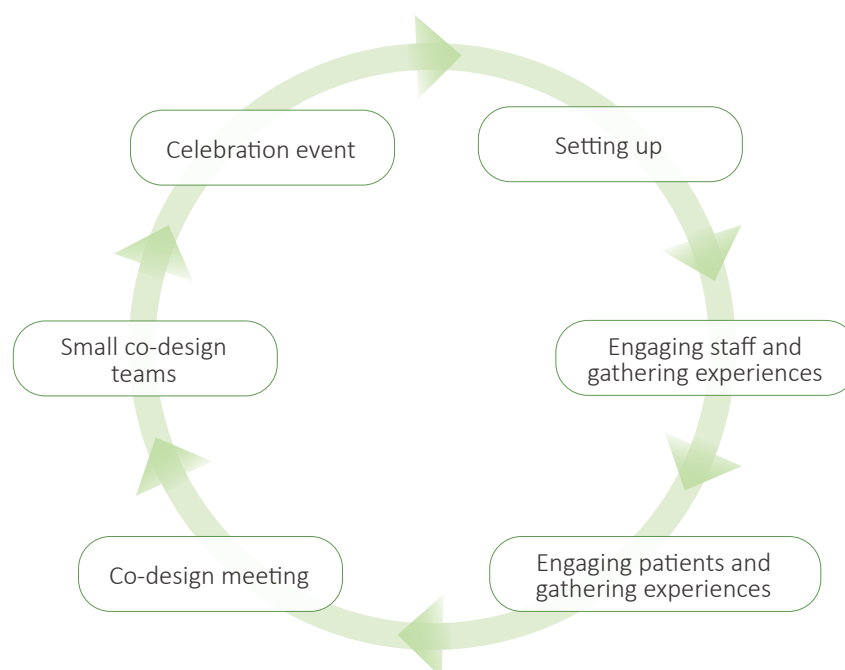 Celebration event
Setting up
Small co-design
teams
Engaging staff and
gathering experiences
Co-design meeting
Engaging patients and
gathering experiences